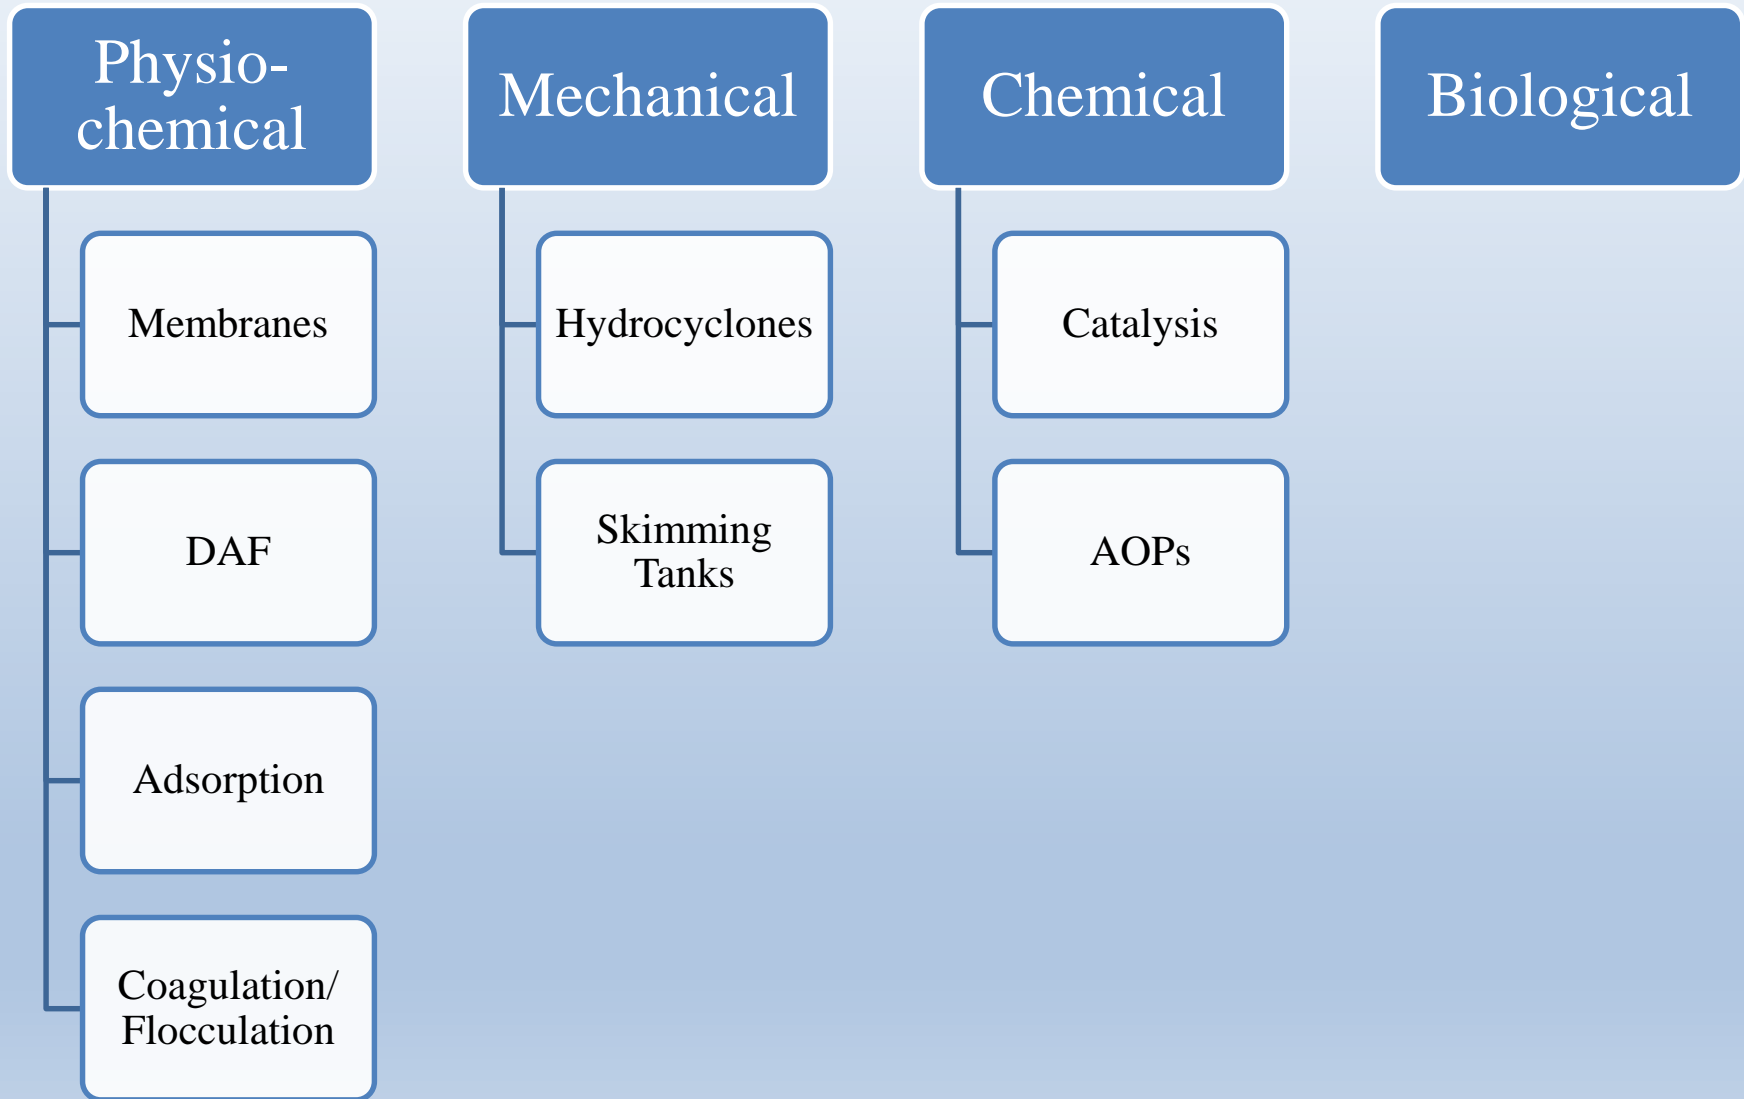 Physio-
chemical
Membranes
DAF
Adsorption
Coagulation/
Flocculation
Mechanical
Hydrocyclones
Skimming
Tanks
Chemical
Catalysis
AOPs
Biological